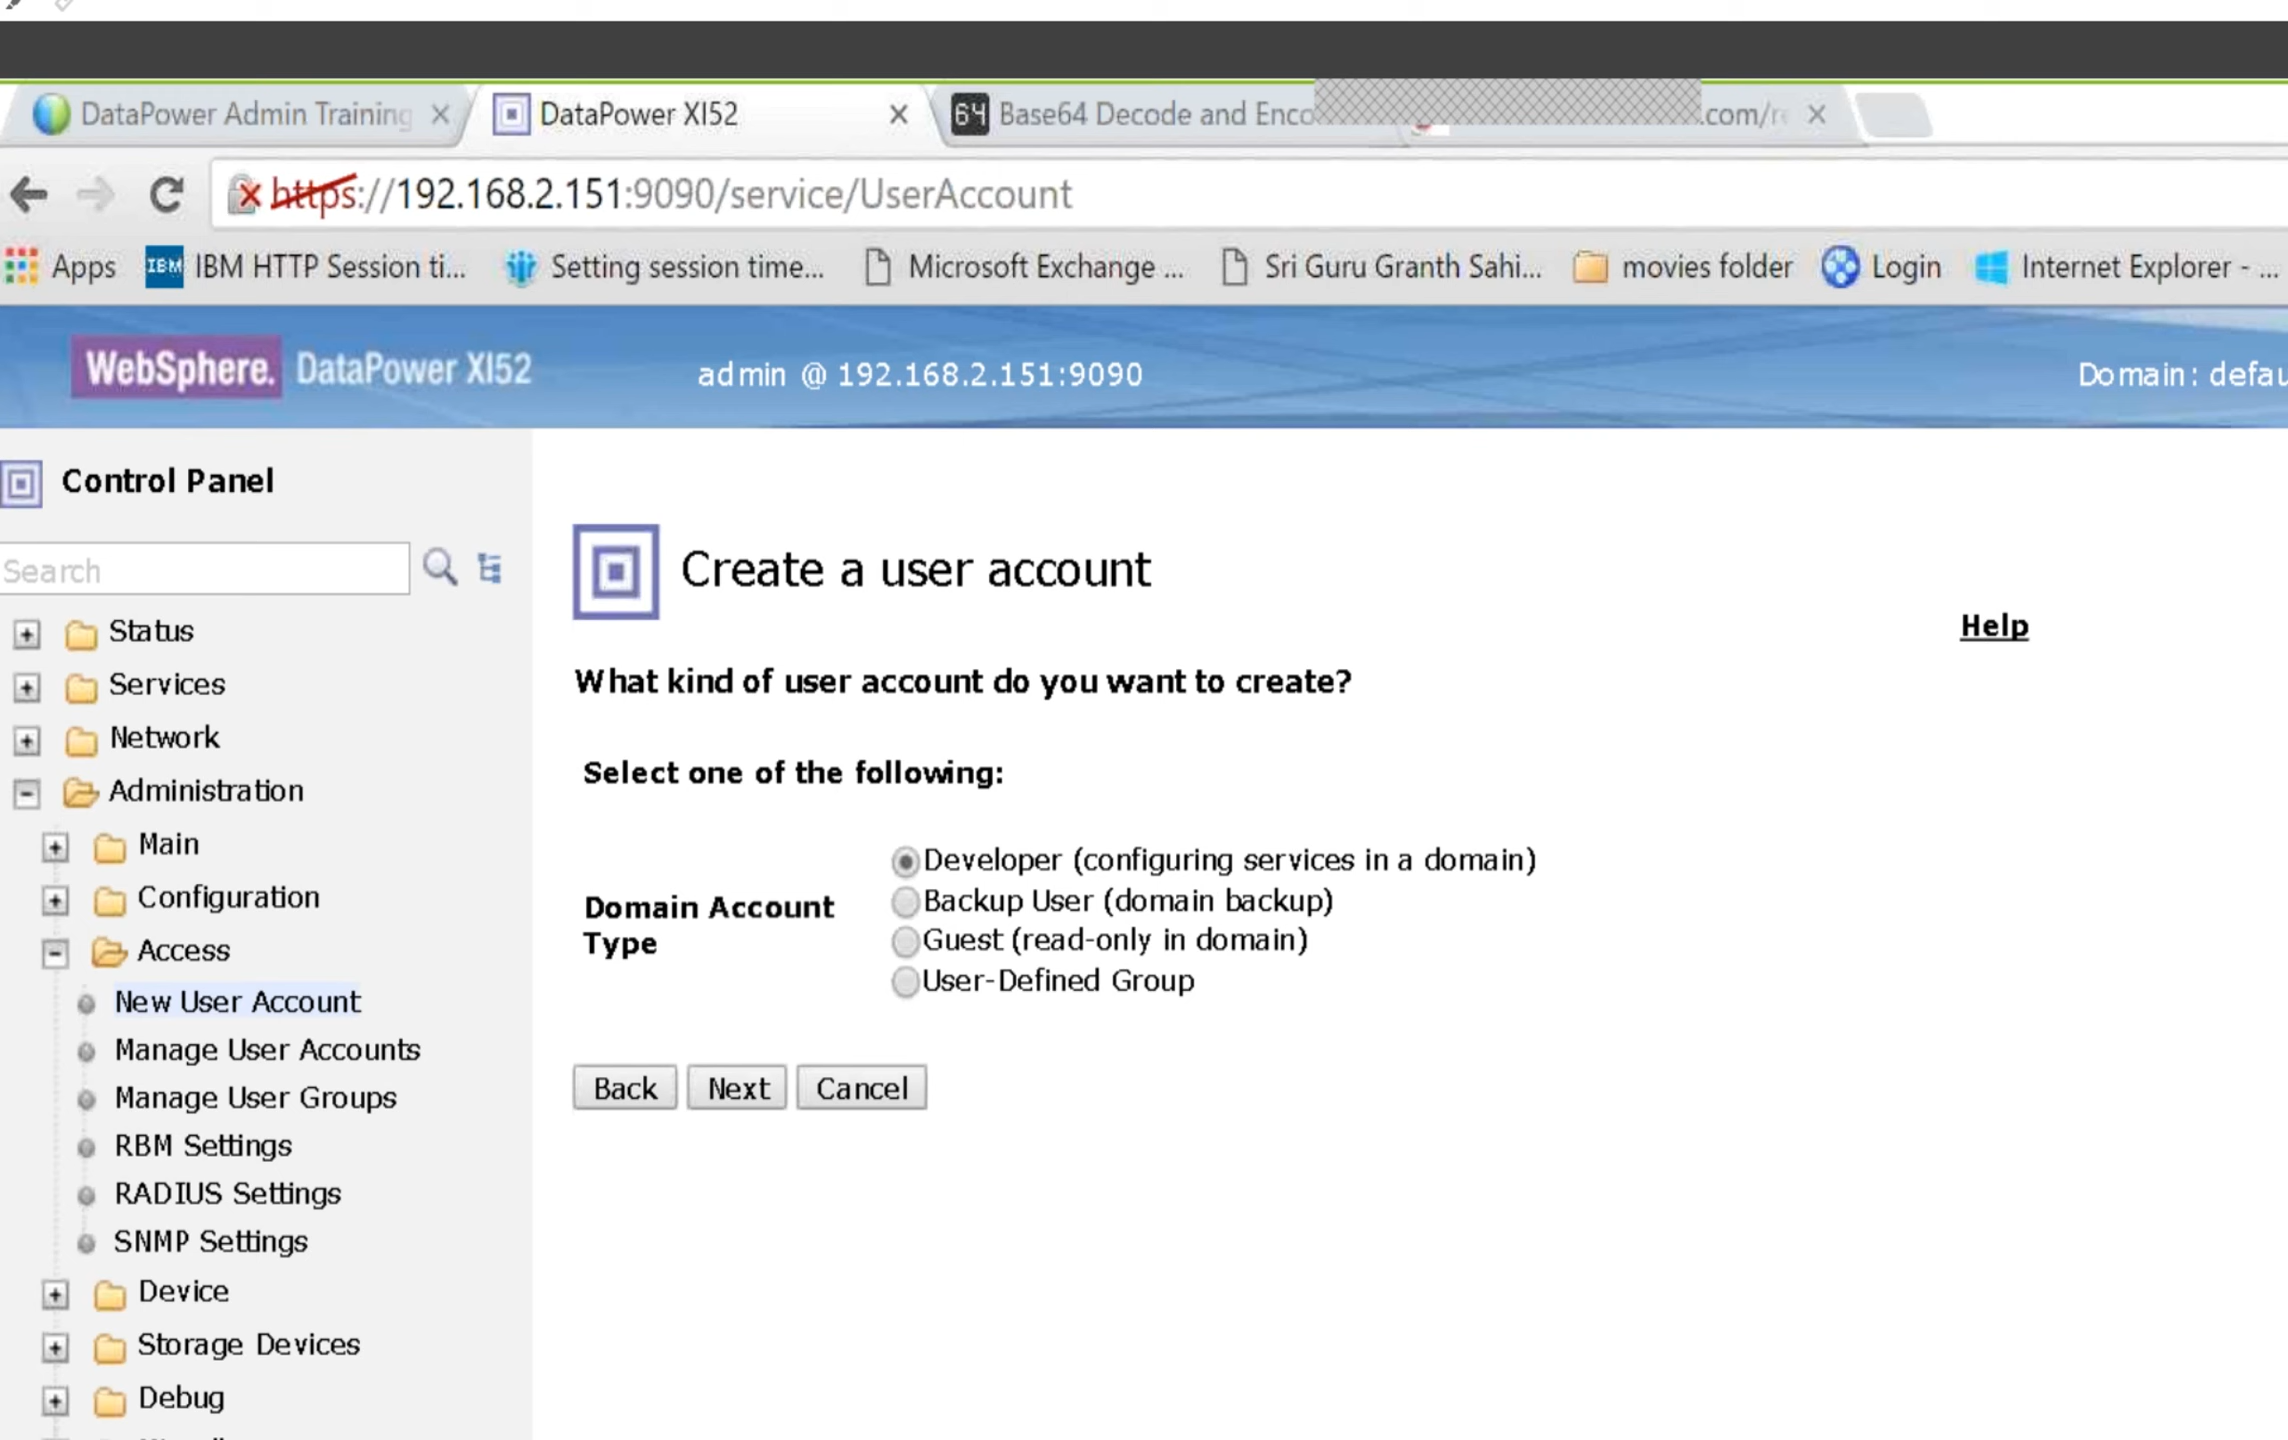 DataPower Admin Training
DataPower XI52
64 Base64 Decode and Enco
.com/r
https://192.168.2.151:9090/service/UserAccount
Apps
IBM IBM HTTP Session ti...
Setting session time...
Microsoft Exchange ...
Sri Guru Granth Sahi...
movies folder
Login
Internet Explorer - ...
WebSphere. DataPower XI52
admin @ 192.168.2.151:9090
Domain: defau
Control Panel
Search
Status
Services
Network
Administration
Main
Configuration
Access
New User Account
Manage User Accounts
Manage User Groups
RBM Settings
RADIUS Settings
SNMP Settings
Device
Storage Devices
Debug
Create a user account
Help
What kind of user account do you want to create?
Select one of the following:
Domain Account
Type
Developer (configuring services in a domain)
Backup User (domain backup)
Guest (read-only in domain)
User-Defined Group
Back Next Cancel